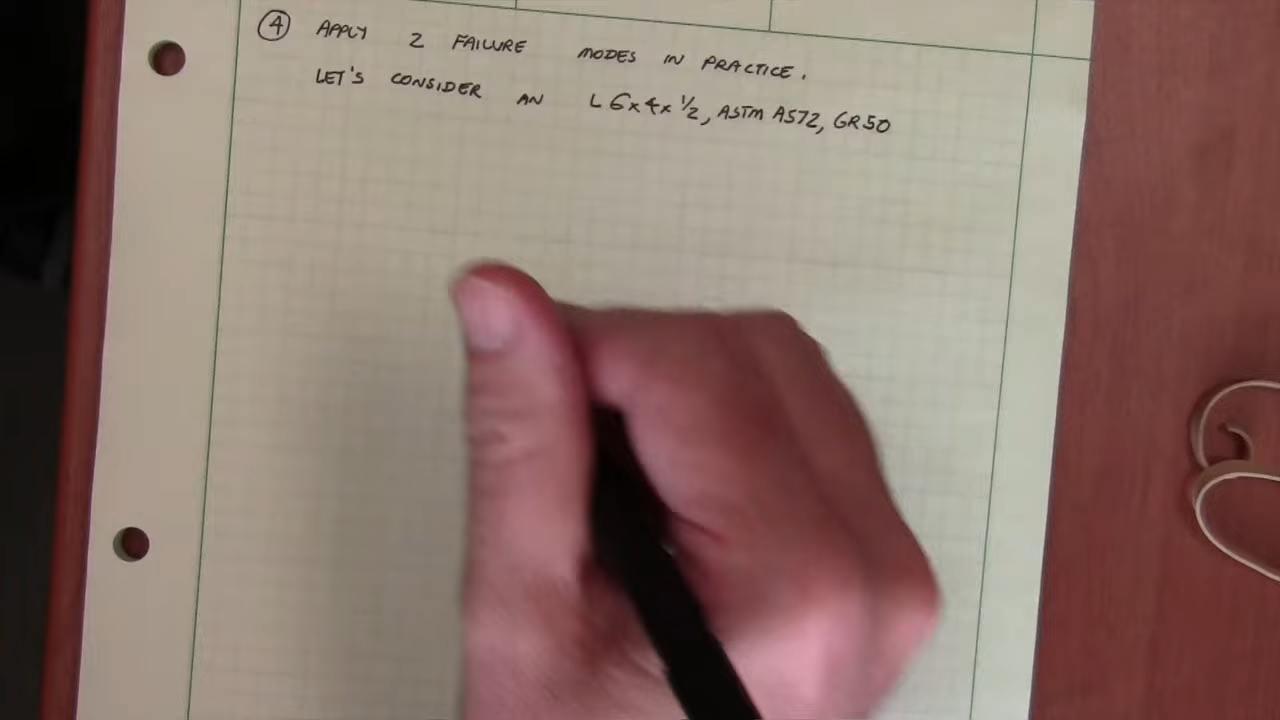 ④ APPLY 2 FAILURE MODES IN PRACTICE.
LET'S CONSIDER AN L6x4x1/2, ASTM A572, GR50